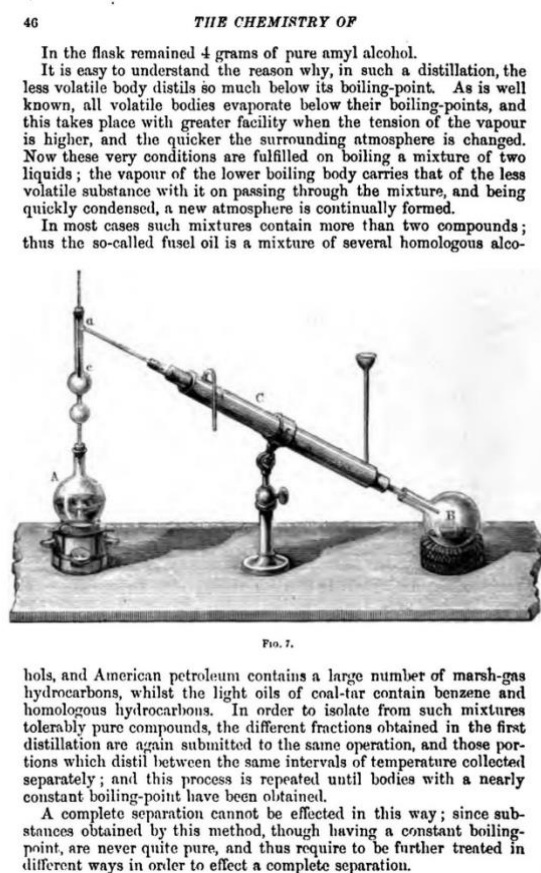 46 THE CHEMISTRY OF
In the flask remained 4 grams of pure amyl alcohol.
It is easy to understand the reason why, in such a distillation, the
less volatile body distils so much below its boiling-point. As is well
known, all volatile bodies evaporate below their boiling-points, and
this takes place with greater facility when the tension of the vapour
is higher, and the quicker the surrounding atmosphere is changed.
Now these very conditions are fulfilled on boiling a mixture of two
liquids; the vapour of the lower boiling body carries that of the less
volatile substance with it on passing through the mixture, and being
quickly condensed, a new atmosphere is continually formed.
In most cases such mixtures contain more than two compounds;
thus the so-called fusel oil is a mixture of several homologous alco-
a
c
C
A
B
FIG. 7.
hols, and American petroleum contains a large number of marsh-gas
hydrocarbons, whilst the light oils of coal-tar contain benzene and
homologous hydrocarbons. In order to isolate from such mixtures
tolerably pure compounds, the different fractions obtained in the first
distillation are again submitted to the same operation, and those por-
tions which distil between the same intervals of temperature collected
separately; and this process is repeated until bodies with a nearly
constant boiling-point have been obtained.
A complete separation cannot be effected in this way; since sub-
stances obtained by this method, though having a constant boiling-
point, are never quite pure, and thus require to be further treated in
different ways in order to effect a complete separation.